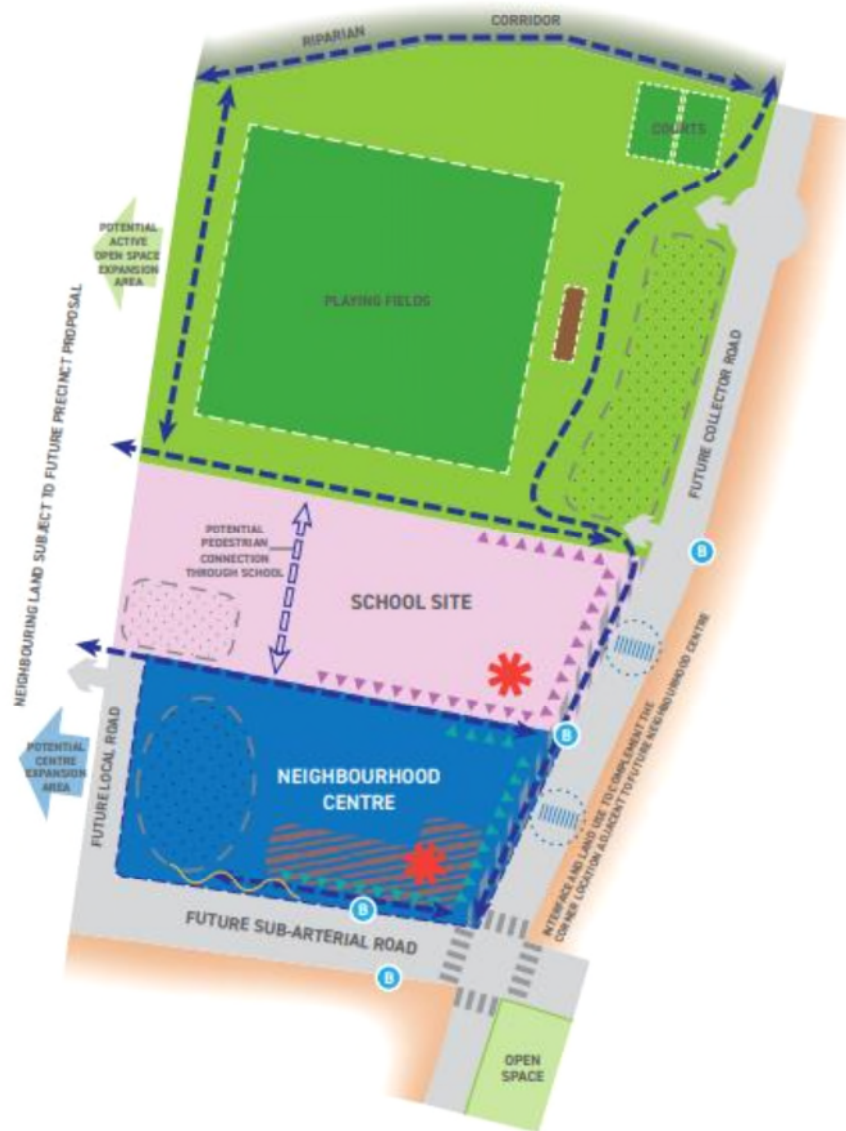 RIPARIAN
CORRIDOR
COURTS
POTENTIAL
ACTIVE
OPEN SPACE
EXPANSION
AREA
PLAYING FIELDS
NEIGHBOURING LAND SUBJECT TO FUTURE PRECINCT PROPOSAL
FUTURE COLLECTOR ROAD
POTENTIAL
PEDESTRIAN
CONNECTION
THROUGH SCHOOL
B
SCHOOL SITE
B
POTENTIAL
CENTRE
EXPANSION
AREA
FUTURE LOCAL ROAD
NEIGHBOURHOOD
CENTRE
INTERFACE AND LAND USE TO COMPLEMENT THE
CORNER LOCATION ADJACENT TO FUTURE NEIGHBOURHOOD CENTRE
B
FUTURE SUB-ARTERIAL ROAD
B
OPEN
SPACE